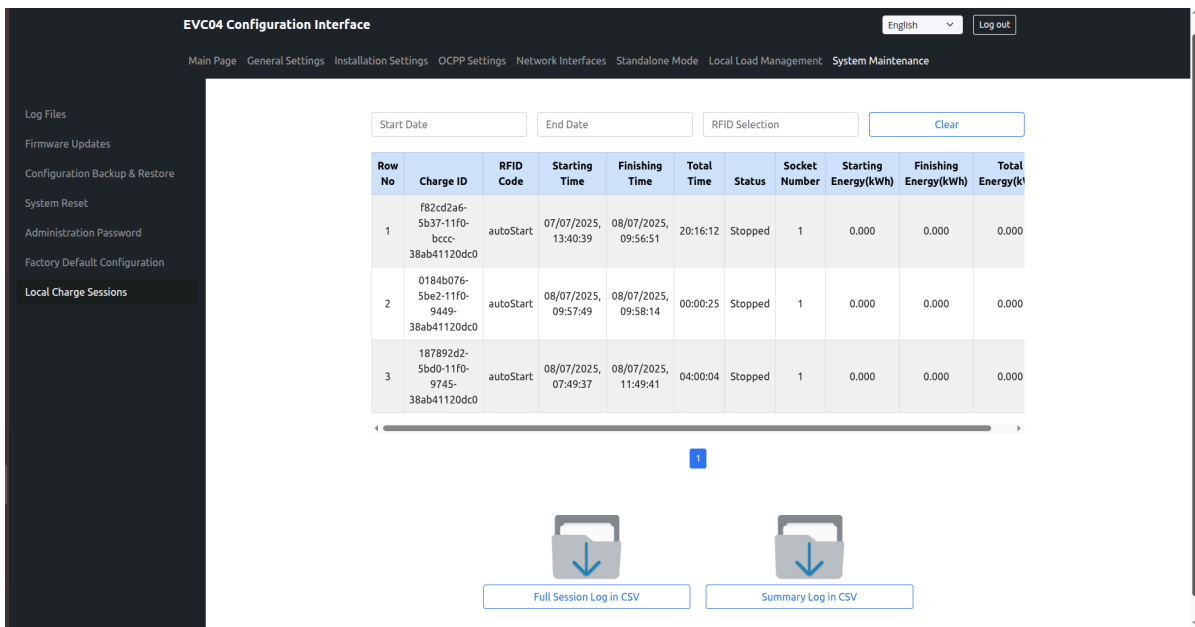 EVC04 Configuration Interface
English
Log out
Main Page General Settings Installation Settings OCPP Settings Network Interfaces Standalone Mode Local Load Management System Maintenance
Log Files
Firmware Updates
Configuration Backup & Restore
System Reset
Administration Password
Factory Default Configuration
Local Charge Sessions
Start Date
End Date
RFID Selection
Clear
Row No Charge ID RFID Code Starting Time Finishing Time Total Time Status Socket Number Starting Energy(kWh) Finishing Energy(kWh) Total Energy(k
1 f82cd2a6-5b37-11f0-bccc-38ab41120dc0 autoStart 07/07/2025, 13:40:39 08/07/2025, 09:56:51 20:16:12 Stopped 1 0.000 0.000 0.000
2 0184b076-5be2-11f0-9449-38ab41120dc0 autoStart 08/07/2025, 09:57:49 08/07/2025, 09:58:14 00:00:25 Stopped 1 0.000 0.000 0.000
3 187892d2-5bd0-11f0-9745-38ab41120dc0 autoStart 08/07/2025, 07:49:37 08/07/2025, 11:49:41 04:00:04 Stopped 1 0.000 0.000 0.000
1
Full Session Log in CSV
Summary Log in CSV